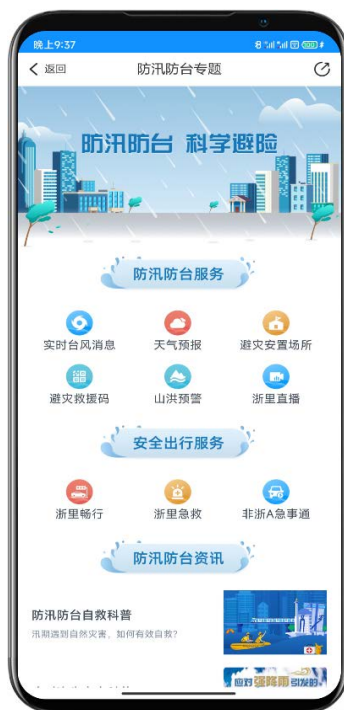 晚上9:37
返回
防汛防台专题
防汛防台 科学避险
防汛防台服务
实时台风消息
天气预报
避灾安置场所
避灾救援码
山洪预警
浙里直播
安全出行服务
浙里畅行
浙里急救
非浙A急事通
防汛防台资讯
防汛防台自救科普
汛期遇到自然灾害，如何有效自救？
应对强降雨引发的